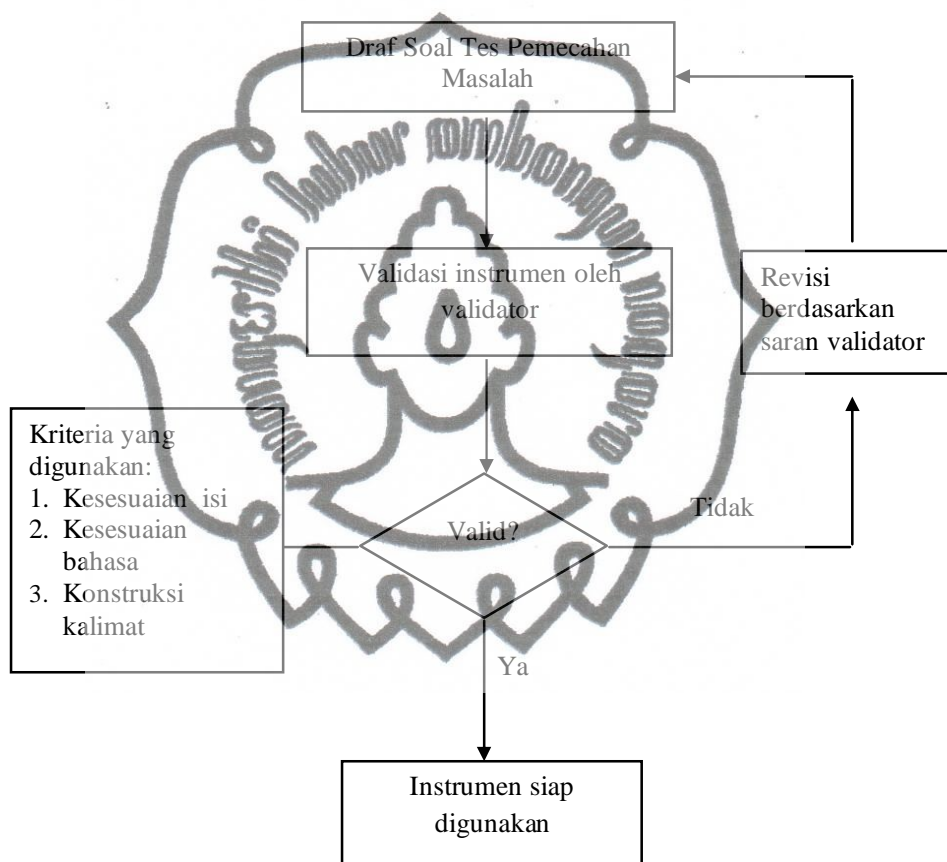 Draf Soal Tes Pemecahan
Masalah
Validasi instrumen oleh
validator
Revisi
berdasarkan
saran validator
Kriteria yang
digunakan:
1. Kesesuaian isi
2. Kesesuaian
bahasa
3. Konstruksi
kalimat
Valid?
Tidak
Ya
Instrumen siap
digunakan